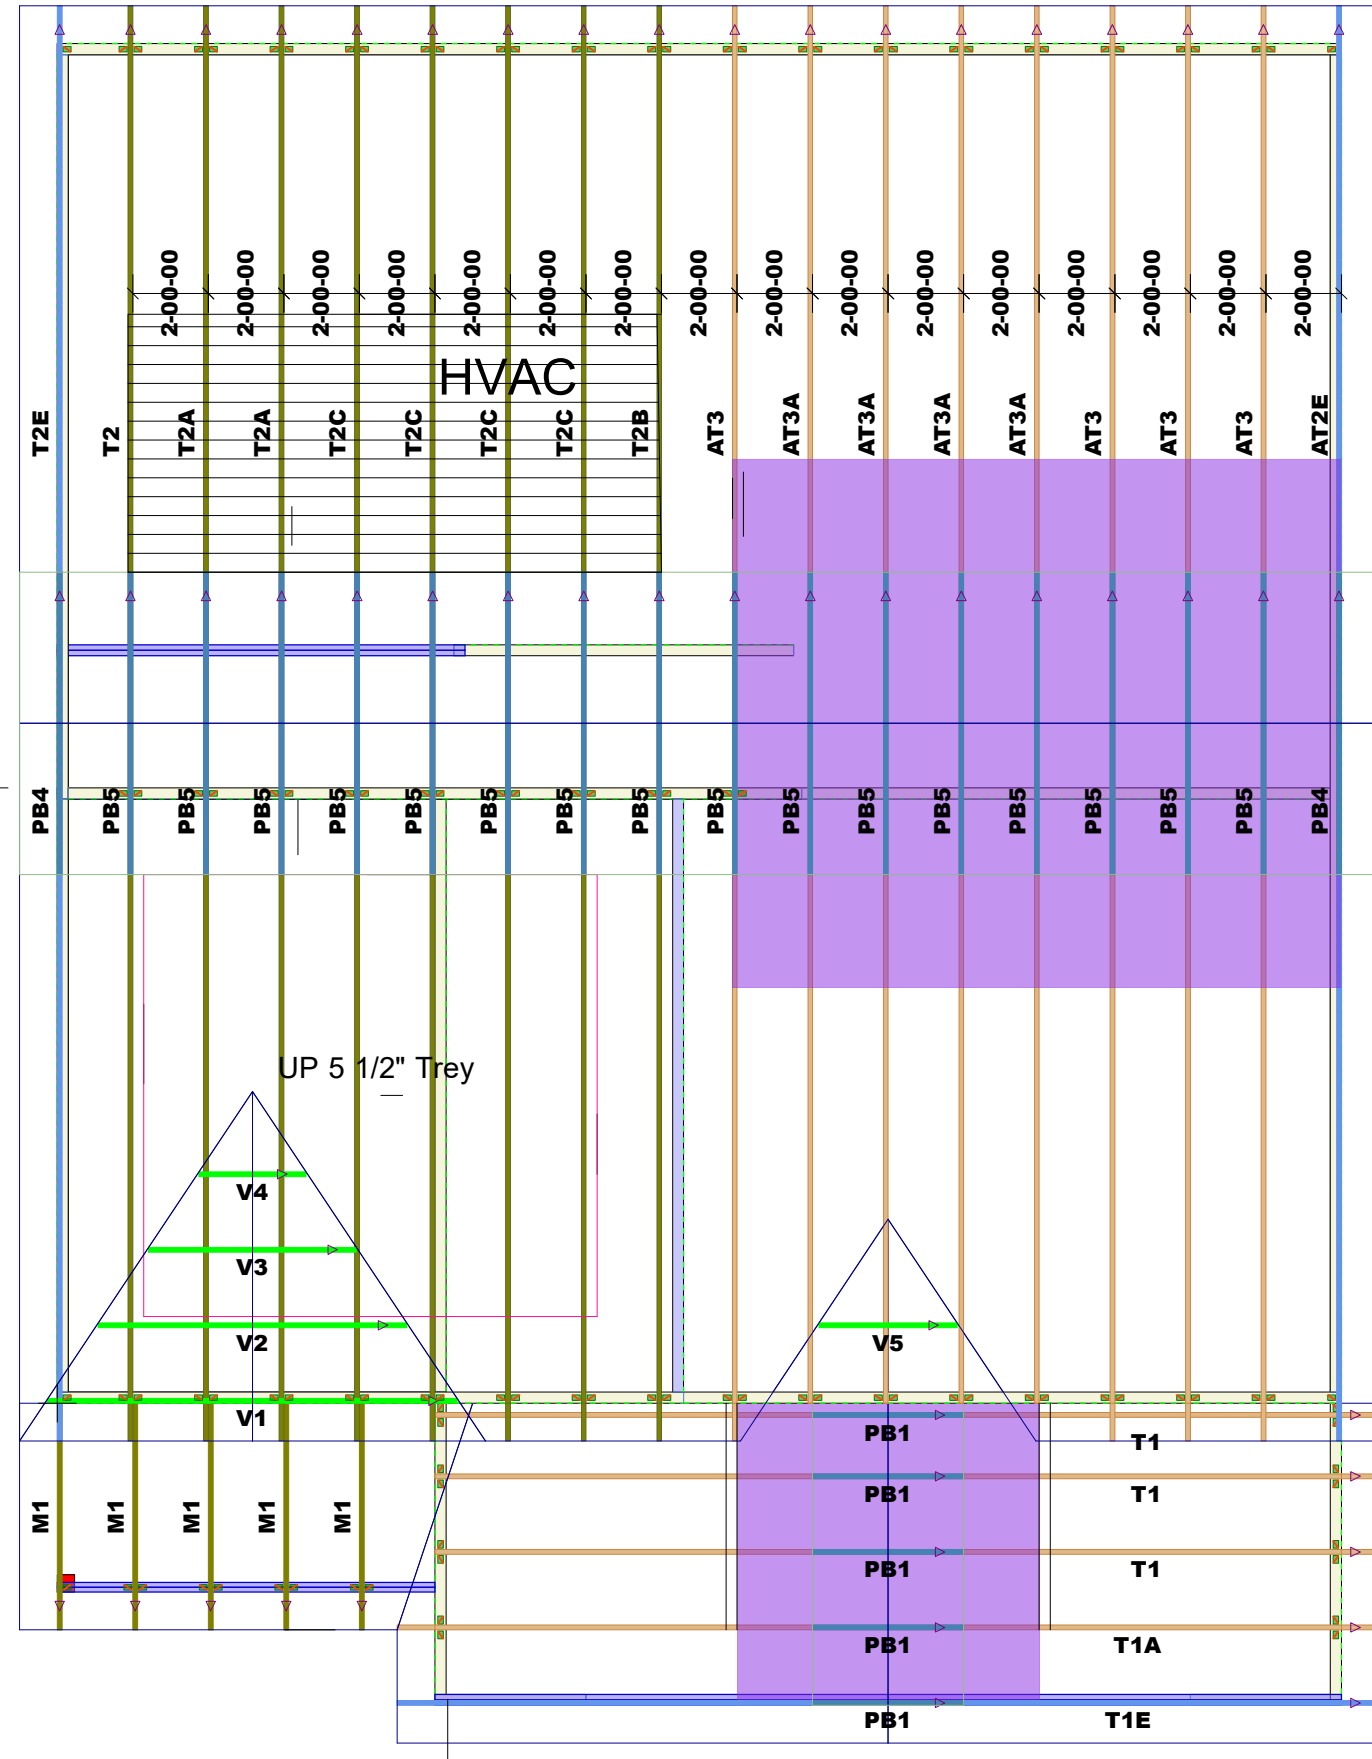 2-00-00 2-00-00 2-00-00 2-00-00 2-00-00 2-00-00 2-00-00 2-00-00 2-00-00 2-00-00 2-00-00 2-00-00 2-00-00 2-00-00 2-00-00 2-00-00
HVAC
T2E T2 T2A T2A T2C T2C T2C T2C T2B AT3 AT3A AT3A AT3A AT3A AT3 AT3 AT3 AT2E
PB4 PB5 PB5 PB5 PB5 PB5 PB5 PB5 PB5 PB5 PB5 PB5 PB5 PB5 PB5 PB5 PB5 PB4
UP 5 1/2" Trey
V4
V3
V2
V5
V1
PB1
T1
M1 M1 M1 M1 M1
PB1 T1
PB1 T1
PB1 T1A
PB1 T1E